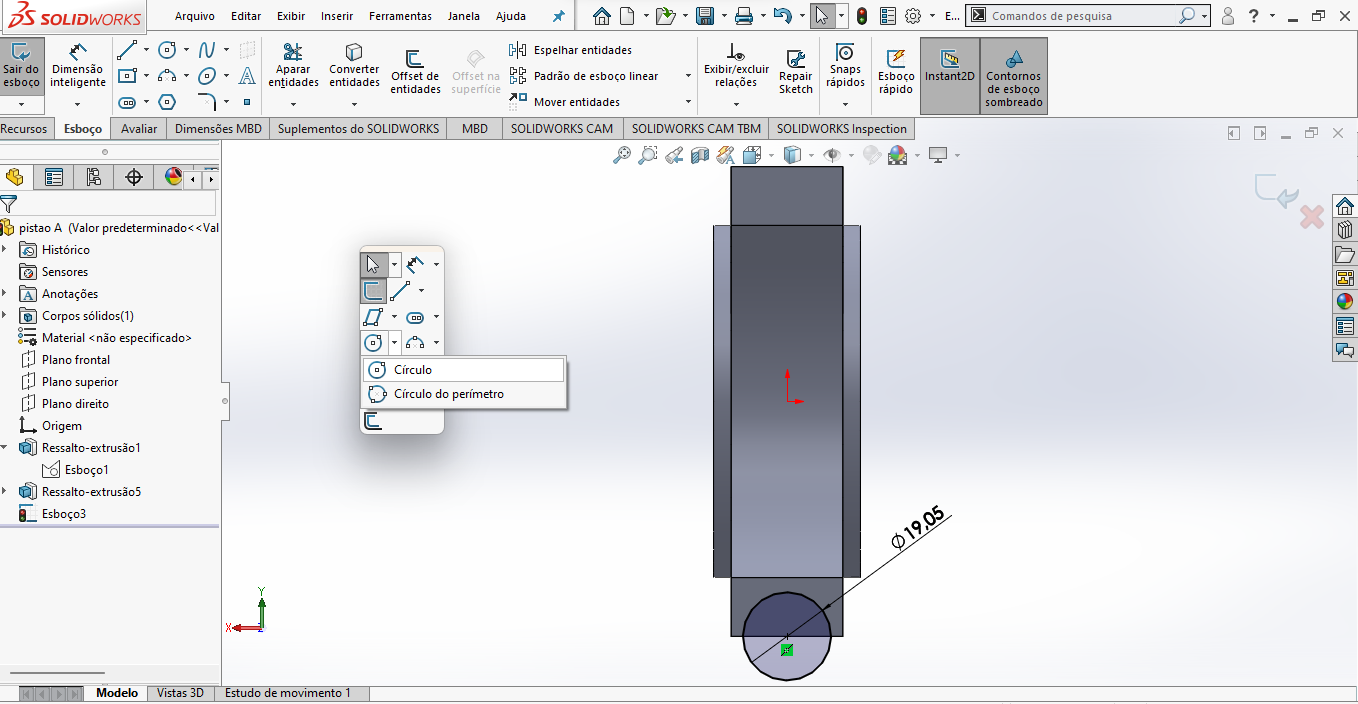 SOLIDWORKS
Arquivo Editar Exibir Inserir Ferramentas Janela Ajuda
E...
Comandos de pesquisa
?
Sair do esboço
Dimensão inteligente
Aparar entidades
Converter entidades
Offset de entidades
Offset na superfície
Espelhar entidades
Padrão de esboço linear
Mover entidades
Exibir/excluir relações
Repair Sketch
Snaps rápidos
Esboço rápido
Instant2D
Contornos de esboço sombreado
Recursos Esboço Avaliar Dimensões MBD Suplementos do SOLIDWORKS MBD SOLIDWORKS CAM SOLIDWORKS CAM TBM SOLIDWORKS Inspection
pistao A (Valor predeterminado<<Val
Histórico
Sensores
Anotações
Corpos sólidos(1)
Material <não especificado>
Plano frontal
Plano superior
Plano direito
Origem
Ressalto-extrusão1
Esboço1
Ressalto-extrusão5
Esboço3
Círculo
Círculo do perímetro
∅19,05
Y
X
Z
Modelo Vistas 3D Estudo de movimento 1